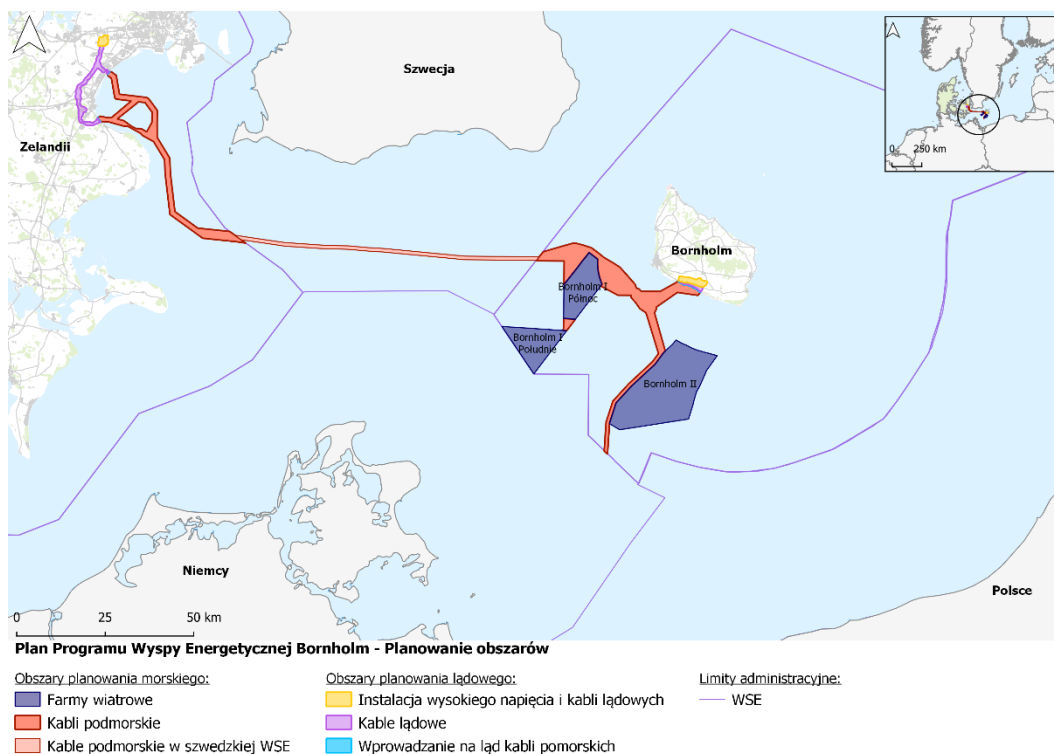 Szwecja
0 250 km
Zelandii
Bornholm
Bornholm I
Północ
Bornholm I
Południe
Bornholm II
Niemcy
Polsce
0 25 50 km
Plan Programu Wyspy Energetycznej Bornholm - Planowanie obszarów
Obszary planowania morskiego:
Farmy wiatrowe
Kabli podmorskie
Kable podmorskie w szwedzkiej WSE
Obszary planowania lądowego:
Instalacja wysokiego napięcia i kabli lądowych
Kable lądowe
Wprowadzanie na ląd kabli pomorskich
Limity administracyjne:
WSE